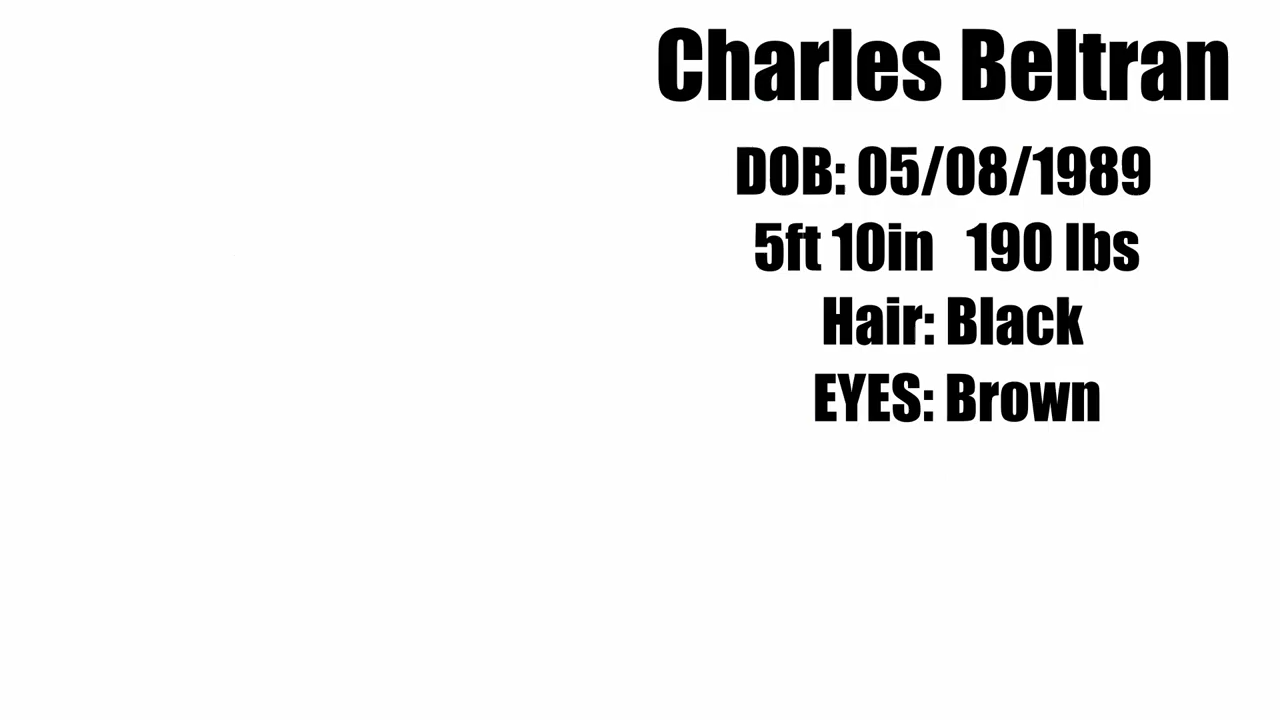 Charles Beltran
DOB: 05/08/1989
5ft 10in 190 lbs
Hair: Black
EYES: Brown